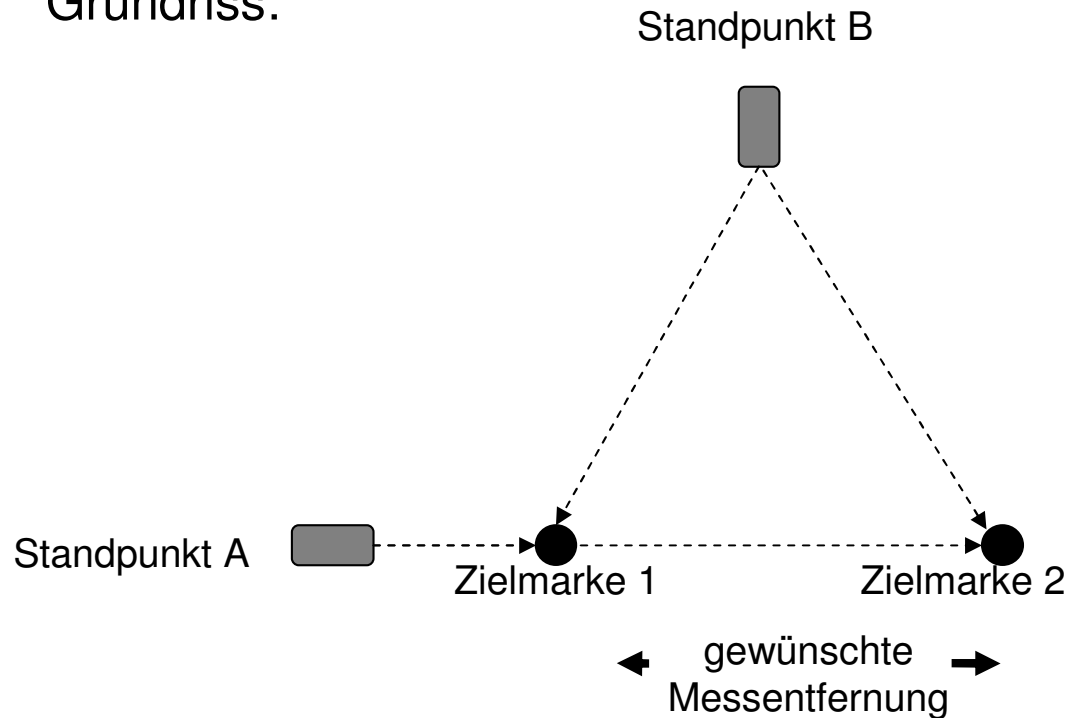 Grundriss:
Standpunkt B
Standpunkt A
Zielmarke 1
Zielmarke 2
gewünschte
Messentfernung